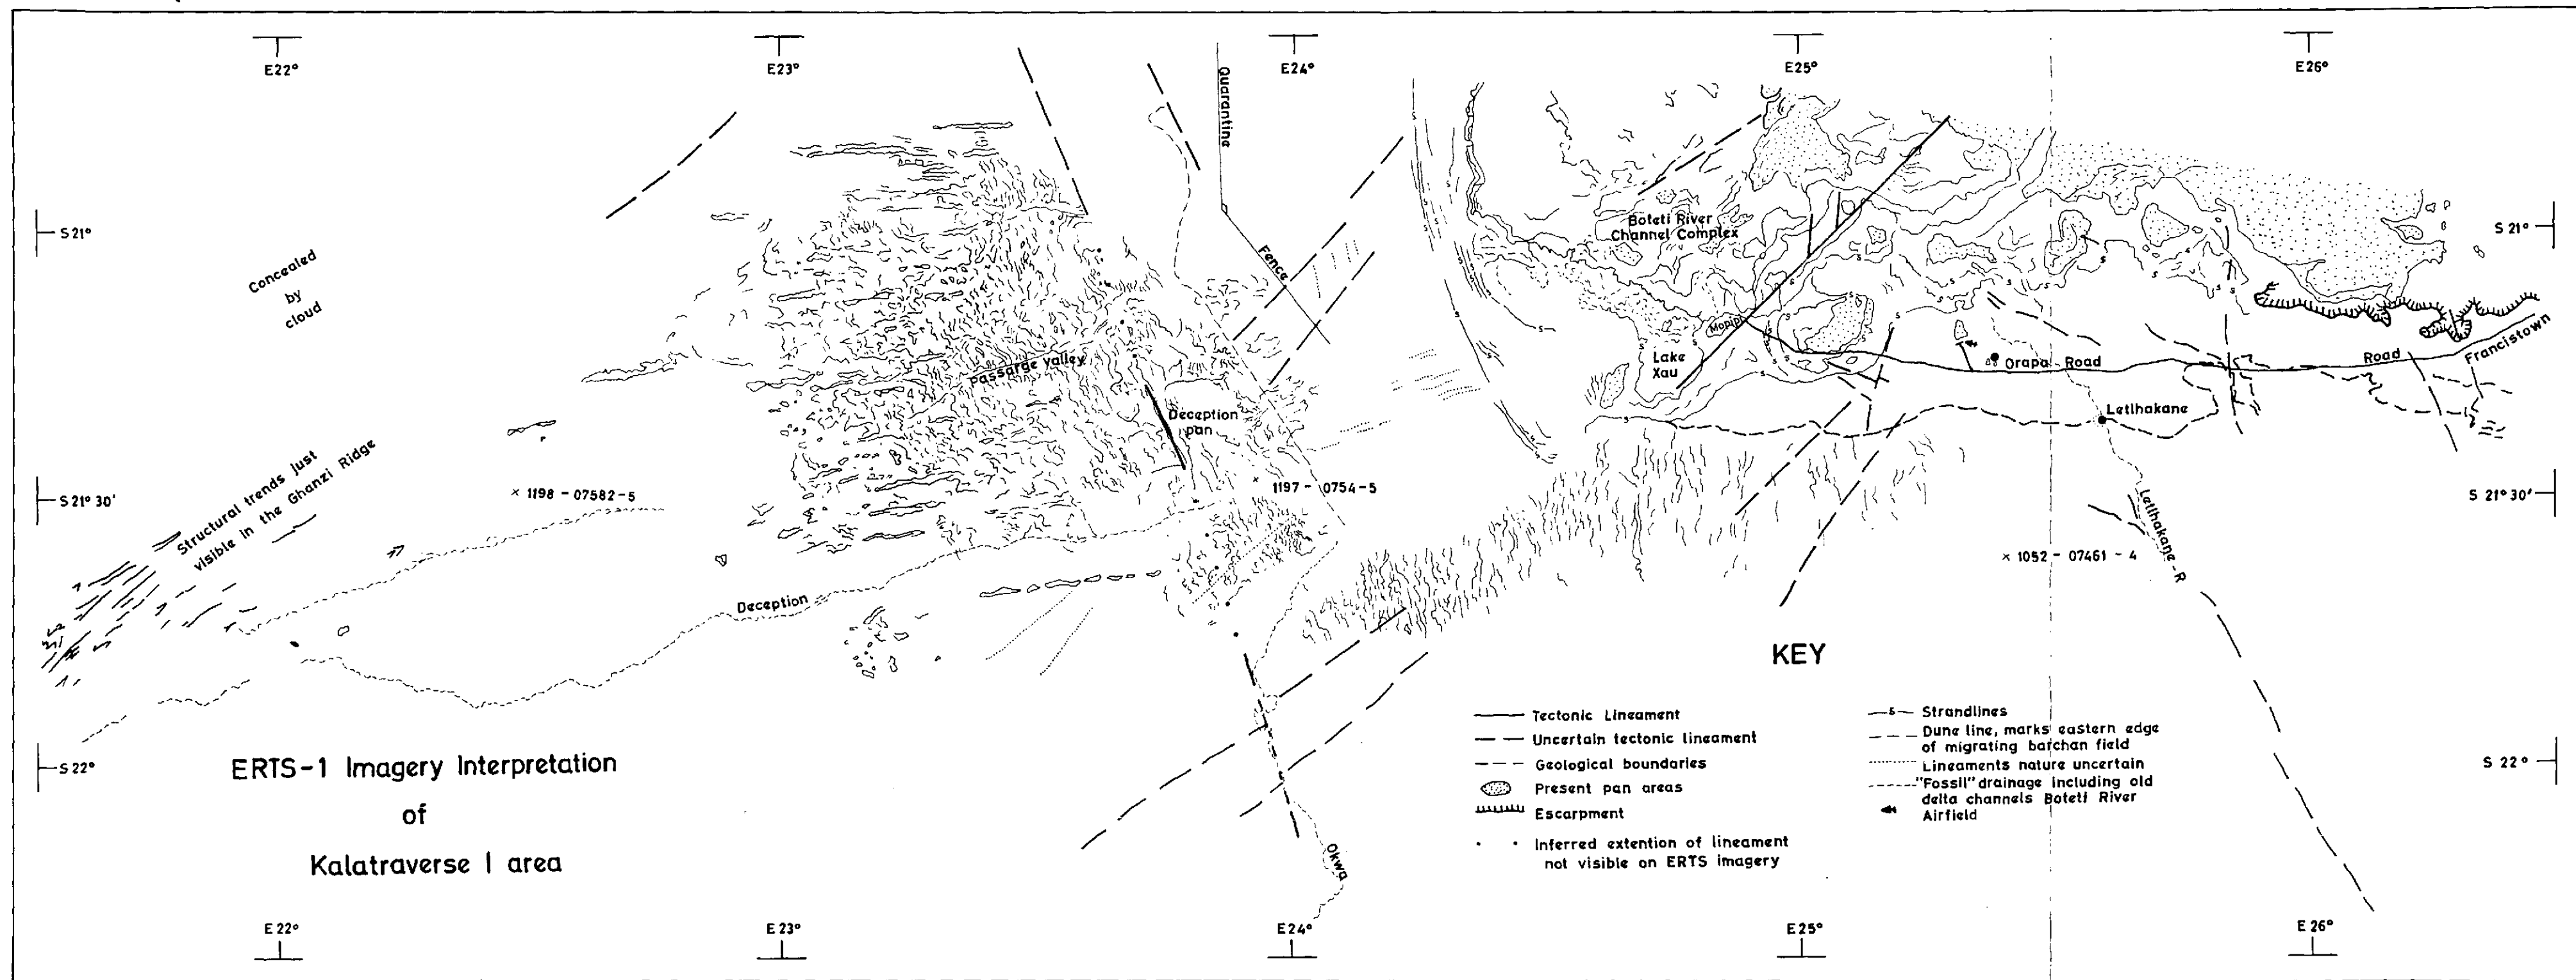 E22°
E23°
E24°
E25°
E26°
Quarantine
Fence
S 21°
S 21°
Concealed
by
cloud
Boteti River
Channel Complex
Mopipi
Lake
Xau
Passarge valley
Deception
pan
Orapa Road
Road
Francistown
Letlhakane
Letlhakane-R
Structural trends just
visible in the Ghanzi Ridge
S 21° 30'
× 1198 - 07582-5
× 1197 - 0754-5
S 21° 30'
× 1052 - 07461 - 4
Deception
Okwa
S 22°
S 22°
ERTS-1 Imagery Interpretation
of
Kalatraverse I area
KEY
Tectonic Lineament
Uncertain tectonic lineament
Geological boundaries
Present pan areas
Escarpment
Inferred extention of lineament
not visible on ERTS imagery
s Strandlines
Dune line, marks eastern edge
of migrating barchan field
Lineaments nature uncertain
"Fossil" drainage including old
delta channels Boteti River
Airfield
E22°
E23°
E24°
E25°
E26°